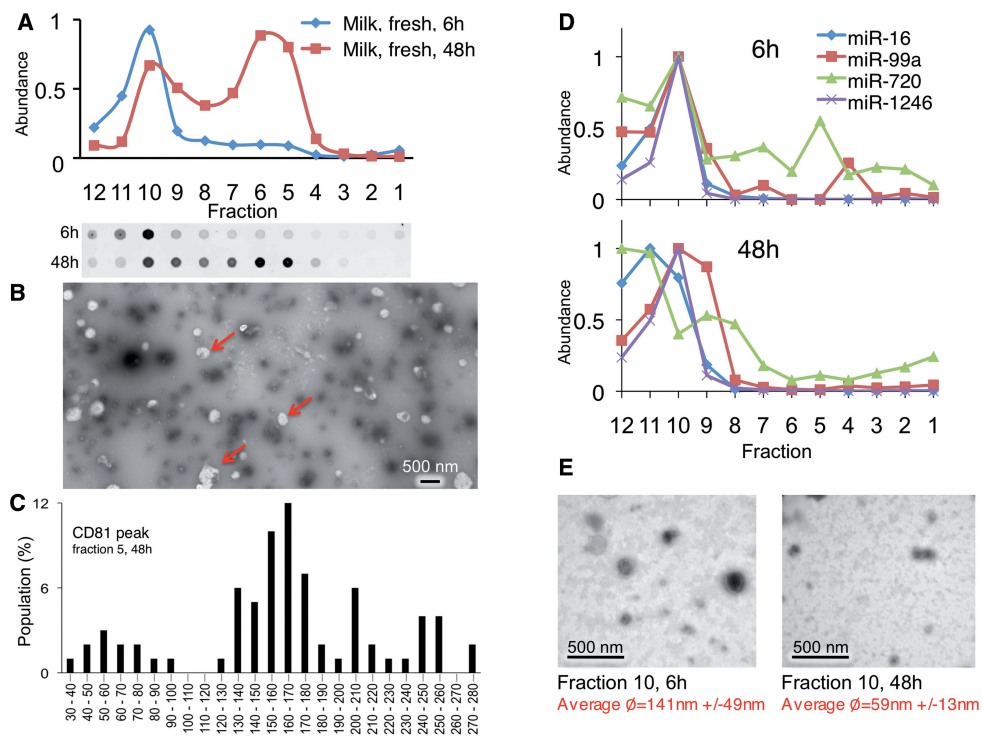 A
Milk, fresh, 6h
Milk, fresh, 48h
Abundance
1
0.5
0
12 11 10 9 8 7 6 5 4 3 2 1
Fraction
6h
48h
B
500 nm
C
CD81 peak
fraction 5, 48h
Population (%)
12
6
0
30 - 40
40 - 50
50 - 60
60 - 70
70 - 80
80 - 90
90 - 100
100 - 110
110 - 120
120 - 130
130 - 140
140 - 150
150 - 160
160 - 170
170 - 180
180 - 190
190 - 200
200 - 210
210 - 220
220 - 230
230 - 240
240 - 250
250 - 260
260 - 270
270 - 280
D
6h
miR-16
miR-99a
miR-720
miR-1246
Abundance
1
0.5
0
48h
Abundance
1
0.5
0
12 11 10 9 8 7 6 5 4 3 2 1
Fraction
E
500 nm
Fraction 10, 6h
Average Ø=141nm +/-49nm
500 nm
Fraction 10, 48h
Average Ø=59nm +/-13nm